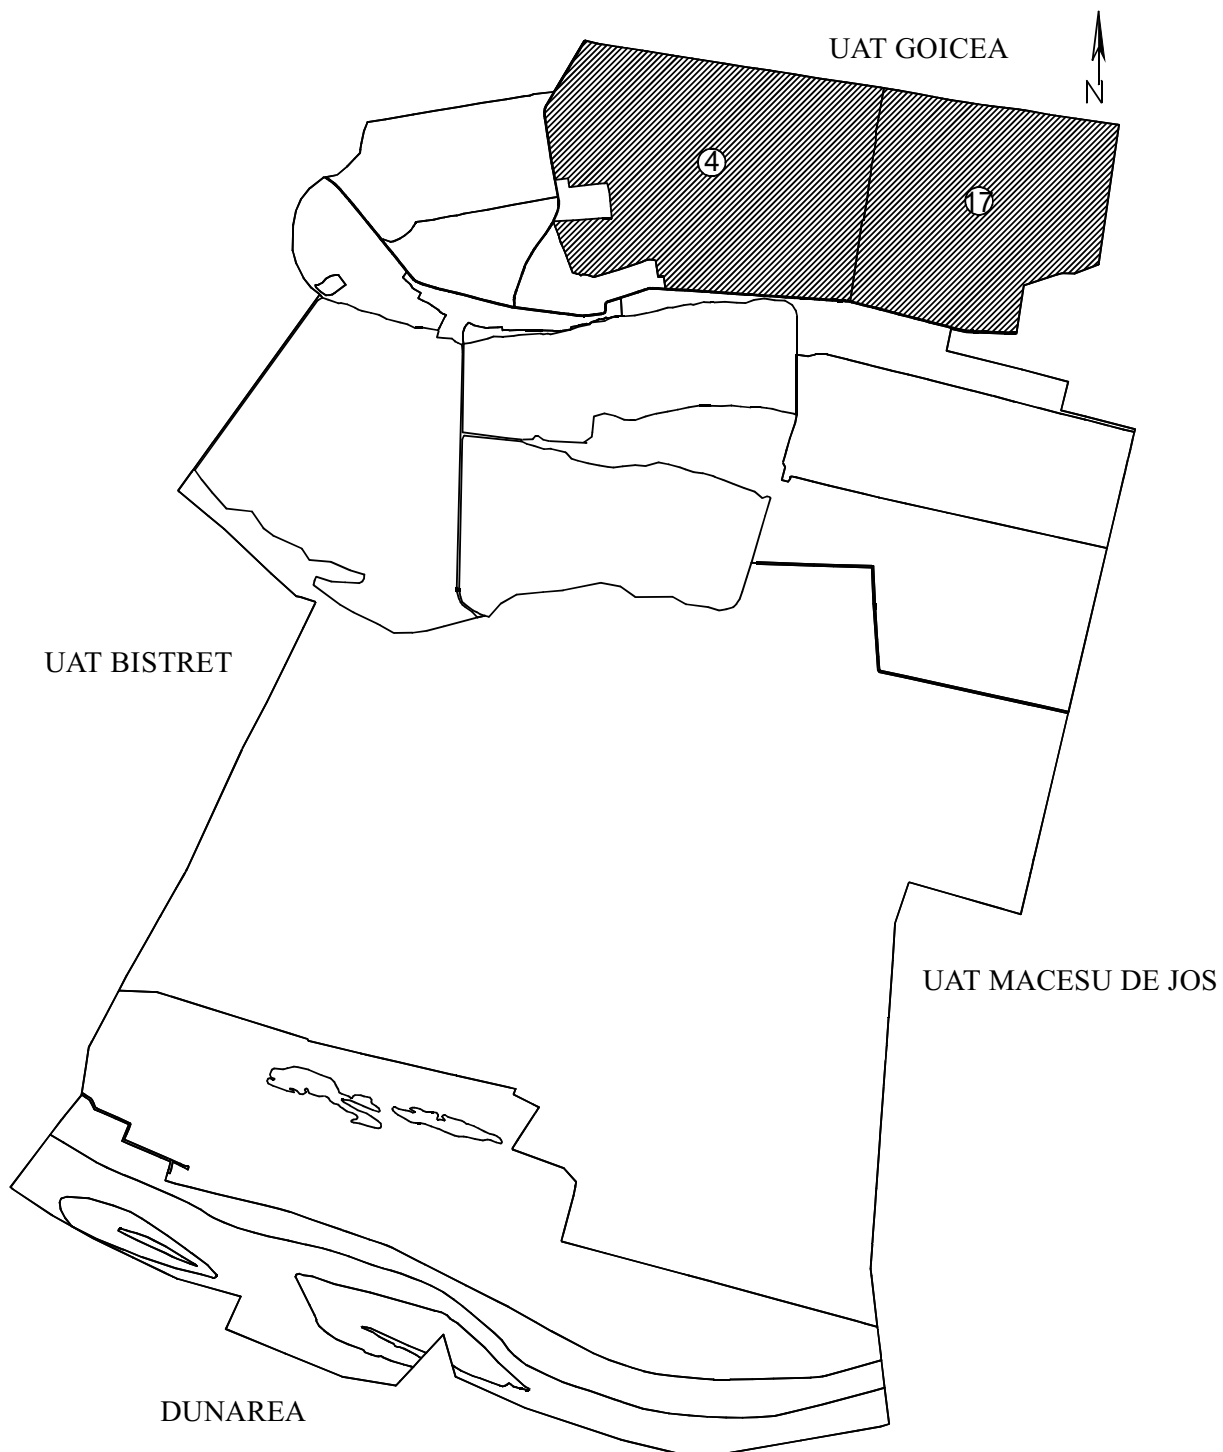 UAT GOICEA
N
4
17
UAT BISTRET
UAT MACESU DE JOS
DUNAREA